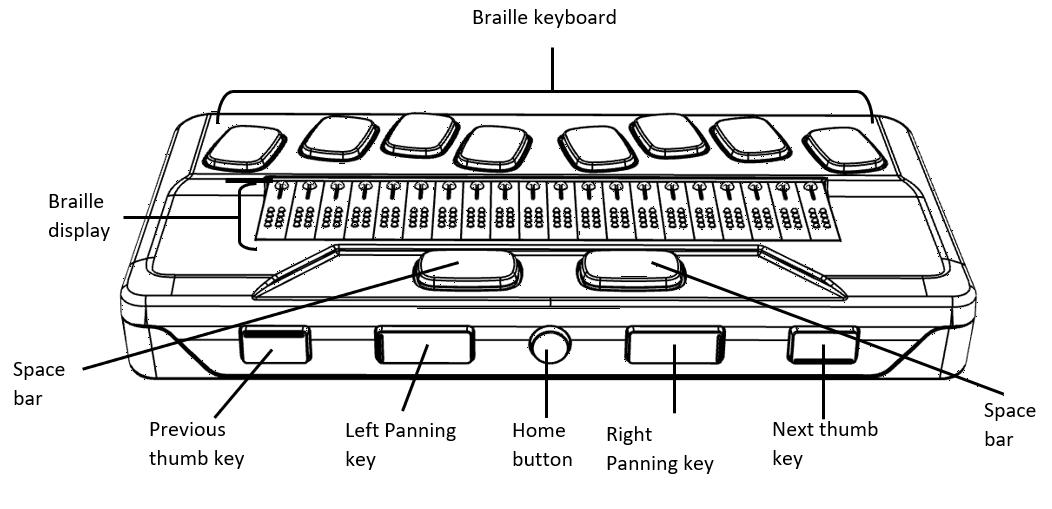 Braille keyboard
Braille
display
Space
bar
Previous
thumb key
Left Panning
key
Home
button
Right
Panning key
Next thumb
key
Space
bar